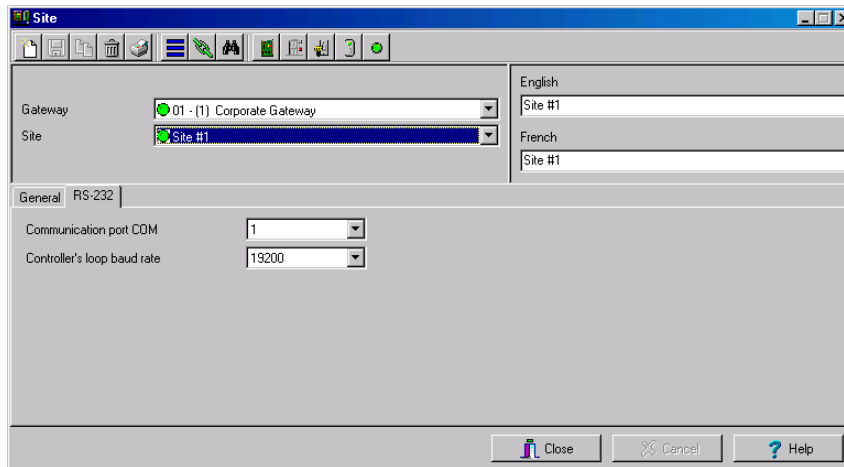 Site
Gateway
01 - (1) Corporate Gateway
Site
Site #1
English
Site #1
French
Site #1
General
RS-232
Communication port COM
1
Controller's loop baud rate
19200
Close
Cancel
Help